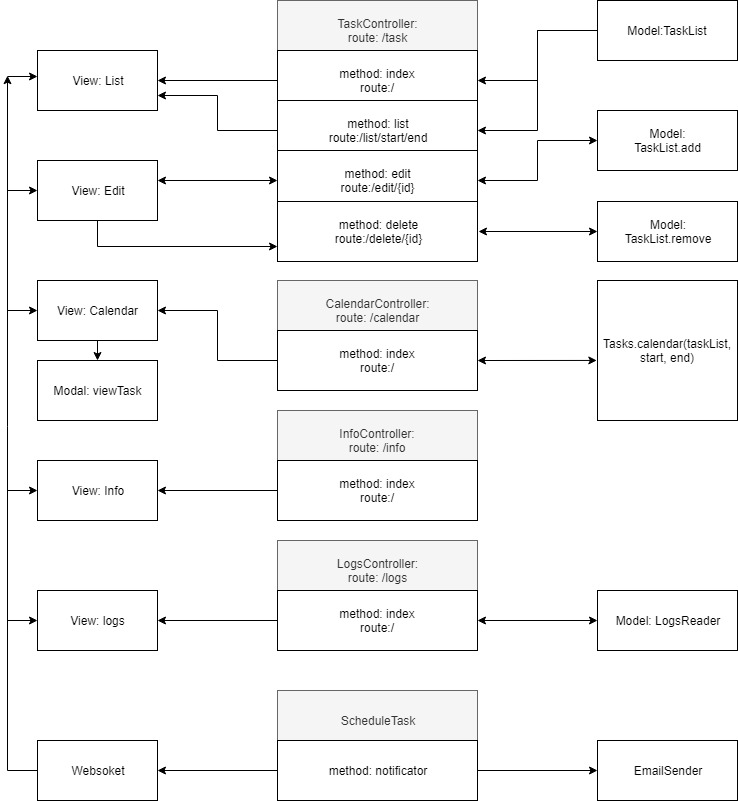 TaskController:
route: /task
Model:TaskList
View: List
method: index
route:/
method: list
route:/list/start/end
Model:
TaskList.add
View: Edit
method: edit
route:/edit/{id}
method: delete
route:/delete/{id}
Model:
TaskList.remove
CalendarController:
route: /calendar
View: Calendar
method: index
route:/
Tasks.calendar(taskList,
start, end)
Modal: viewTask
InfoController:
route: /info
View: Info
method: index
route:/
LogsController:
route: /logs
View: logs
method: index
route:/
Model: LogsReader
ScheduleTask
Websoket
method: notificator
EmailSender